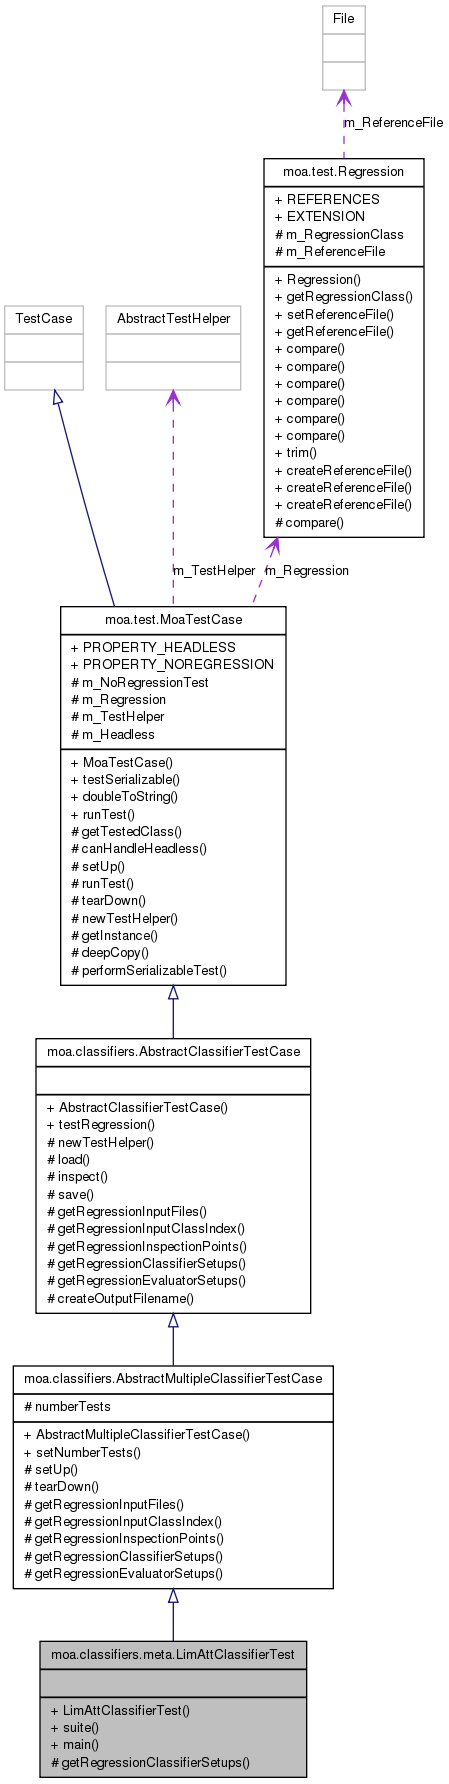 File
m_ReferenceFile
moa.test.Regression
+ REFERENCES
+ EXTENSION
# m_RegressionClass
# m_ReferenceFile
+ Regression()
+ getRegressionClass()
+ setReferenceFile()
+ getReferenceFile()
+ compare()
+ compare()
+ compare()
+ compare()
+ compare()
+ compare()
+ trim()
+ createReferenceFile()
+ createReferenceFile()
+ createReferenceFile()
# compare()
TestCase
AbstractTestHelper
m_TestHelper
m_Regression
moa.test.MoaTestCase
+ PROPERTY_HEADLESS
+ PROPERTY_NOREGRESSION
# m_NoRegressionTest
# m_Regression
# m_TestHelper
# m_Headless
+ MoaTestCase()
+ testSerializable()
+ doubleToString()
+ runTest()
# getTestedClass()
# canHandleHeadless()
# setUp()
# runTest()
# tearDown()
# newTestHelper()
# getInstance()
# deepCopy()
# performSerializableTest()
moa.classifiers.AbstractClassifierTestCase
+ AbstractClassifierTestCase()
+ testRegression()
# newTestHelper()
# load()
# inspect()
# save()
# getRegressionInputFiles()
# getRegressionInputClassIndex()
# getRegressionInspectionPoints()
# getRegressionClassifierSetups()
# getRegressionEvaluatorSetups()
# createOutputFilename()
moa.classifiers.AbstractMultipleClassifierTestCase
# numberTests
+ AbstractMultipleClassifierTestCase()
+ setNumberTests()
# setUp()
# tearDown()
# getRegressionInputFiles()
# getRegressionInputClassIndex()
# getRegressionInspectionPoints()
# getRegressionClassifierSetups()
# getRegressionEvaluatorSetups()
moa.classifiers.meta.LimAttClassifierTest
+ LimAttClassifierTest()
+ suite()
+ main()
# getRegressionClassifierSetups()